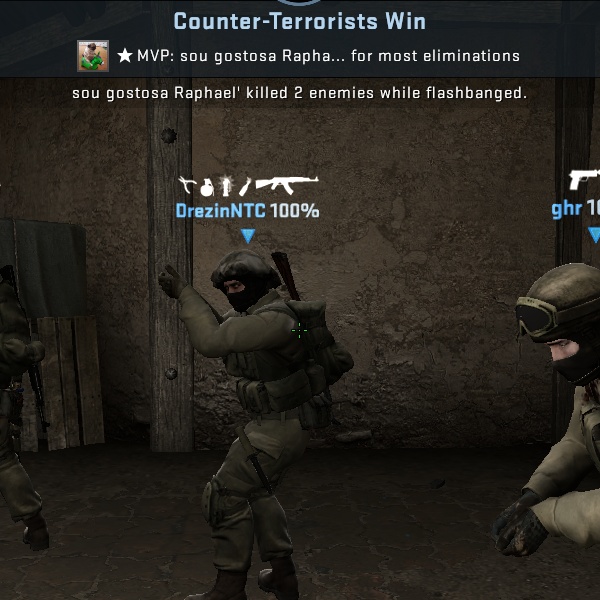 Counter-Terrorists Win
★ MVP: sou gostosa Rapha... for most eliminations
sou gostosa Raphael' killed 2 enemies while flashbanged.
DrezinNTC 100%
ghr 10